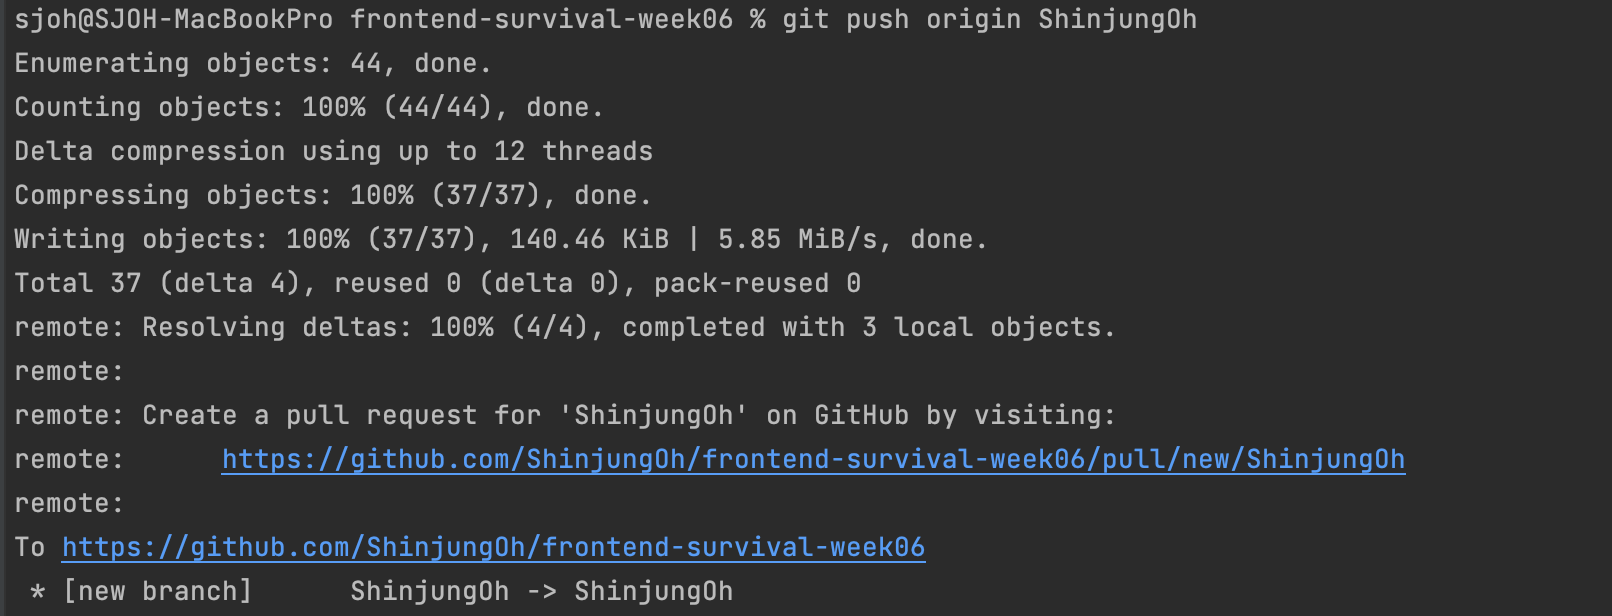 sjoh@SJOH-MacBookPro frontend-survival-week06 % git push origin ShinjungOh
Enumerating objects: 44, done.
Counting objects: 100% (44/44), done.
Delta compression using up to 12 threads
Compressing objects: 100% (37/37), done.
Writing objects: 100% (37/37), 140.46 KiB | 5.85 MiB/s, done.
Total 37 (delta 4), reused 0 (delta 0), pack-reused 0
remote: Resolving deltas: 100% (4/4), completed with 3 local objects.
remote:
remote: Create a pull request for 'ShinjungOh' on GitHub by visiting:
remote:      https://github.com/ShinjungOh/frontend-survival-week06/pull/new/ShinjungOh
remote:
To https://github.com/ShinjungOh/frontend-survival-week06
 * [new branch]      ShinjungOh -> ShinjungOh